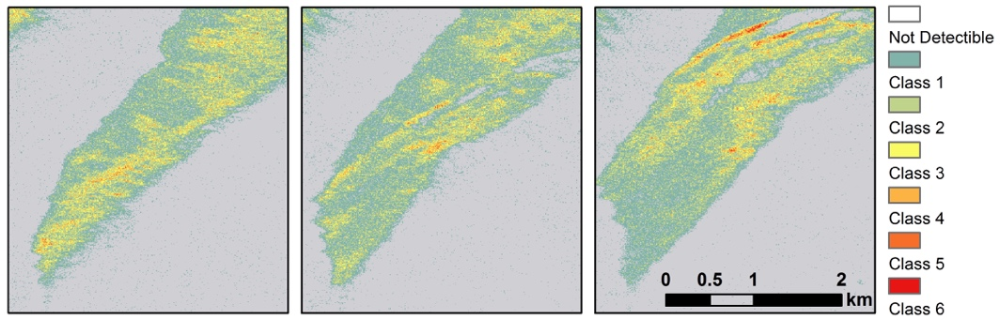 Not Detectible
Class 1
Class 2
Class 3
Class 4
Class 5
Class 6
0 0.5 1 2
km